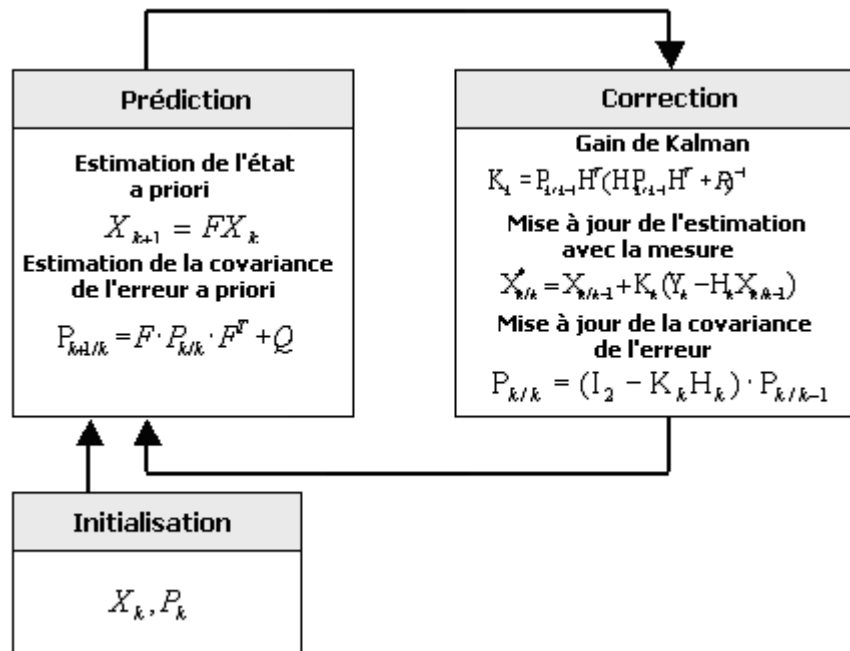 Prédiction
Estimation de l'état
a priori
X_{k+1} = FX_k
Estimation de la covariance
de l'erreur a priori
P_{k+1/k} = F · P_{k/k} · F^T + Q
Correction
Gain de Kalman
K_i = P_{i/i-1}H^T(HP_{i/i-1}H^T + R)^{-1}
Mise à jour de l'estimation
avec la mesure
X_{k/k} = X_{k/k-1} + K_k(Y_k - H_kX_{k/k-1})
Mise à jour de la covariance
de l'erreur
P_{k/k} = (I_2 - K_kH_k) · P_{k/k-1}
Initialisation
X_k, P_k